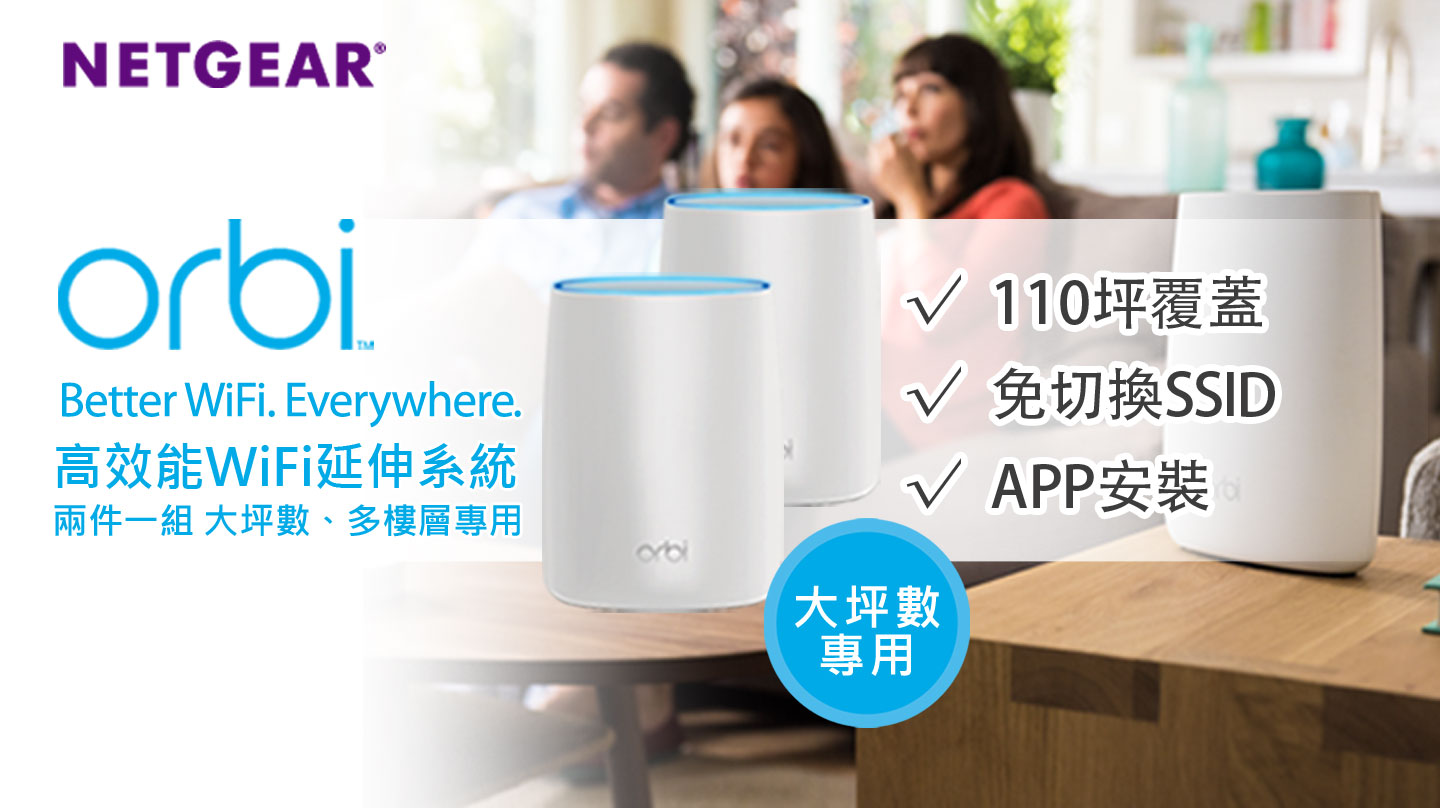 NETGEAR®
orbi™
Better WiFi. Everywhere.
高效能WiFi延伸系統
兩件一組 大坪數、多樓層專用
√ 110坪覆蓋
√ 免切換SSID
√ APP安裝
orbi
大坪數
專用